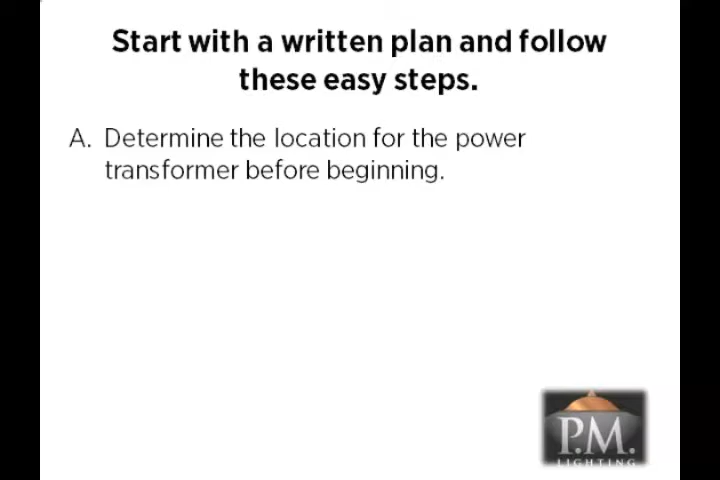 Start with a written plan and follow
these easy steps.
A. Determine the location for the power
transformer before beginning.
P.M.
LIGHTING